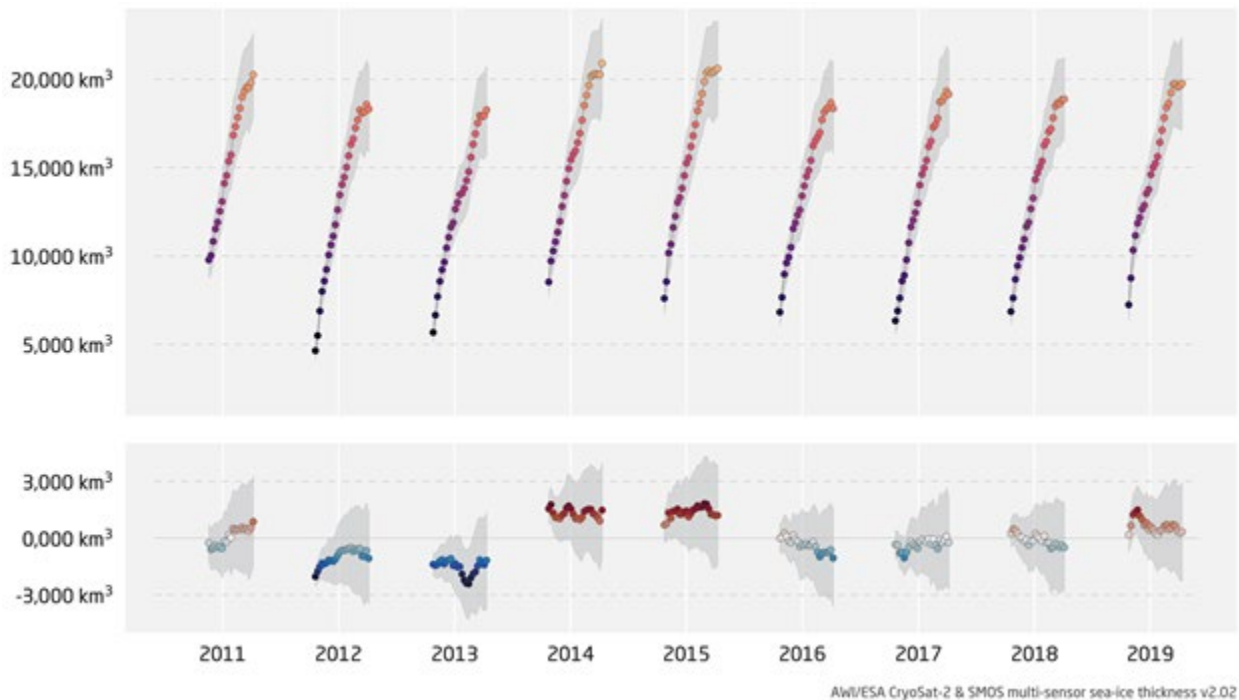 20,000 km³
15,000 km³
10,000 km³
5,000 km³
3,000 km³
0,000 km³
-3,000 km³
2011 2012 2013 2014 2015 2016 2017 2018 2019
AWI/ESA CryoSat-2 & SMOS multi-sensor sea-ice thickness v2.02